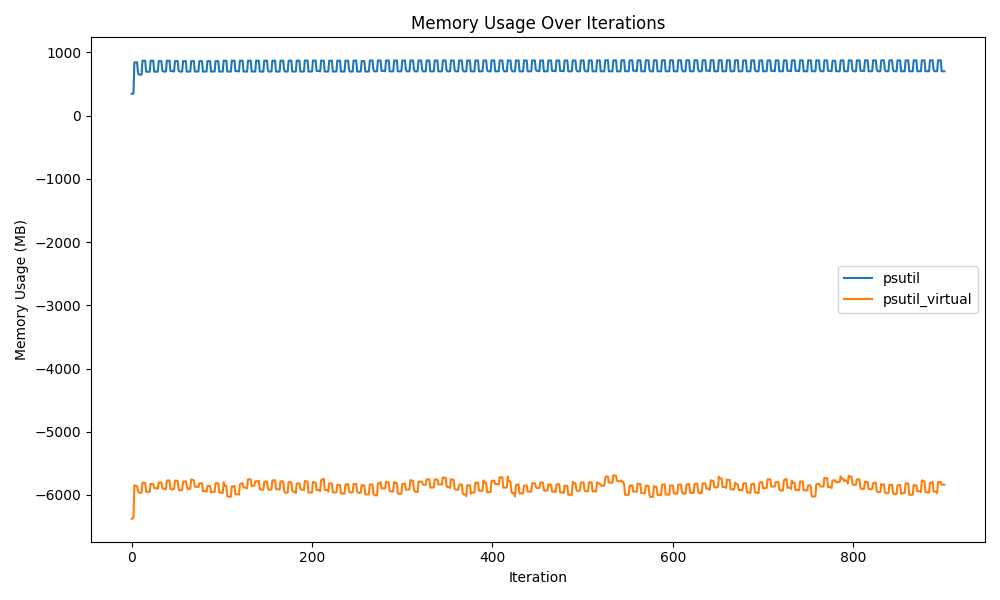 Memory Usage Over Iterations
Memory Usage (MB)
1000
0
−1000
−2000
−3000
−4000
−5000
−6000
psutil
psutil_virtual
0
200
400
600
800
Iteration